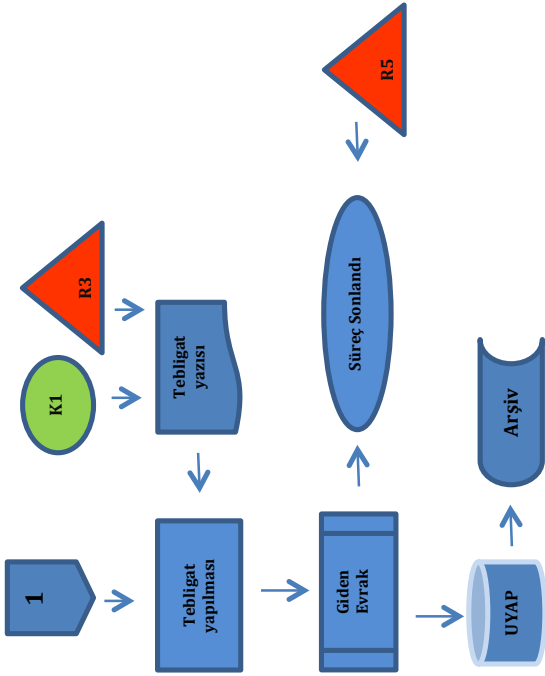 1
K1
R3
Tebligat
yapılması
Tebligat
yazısı
Giden
Evrak
Süreç Sonlandı
R5
UYAP
Arşiv